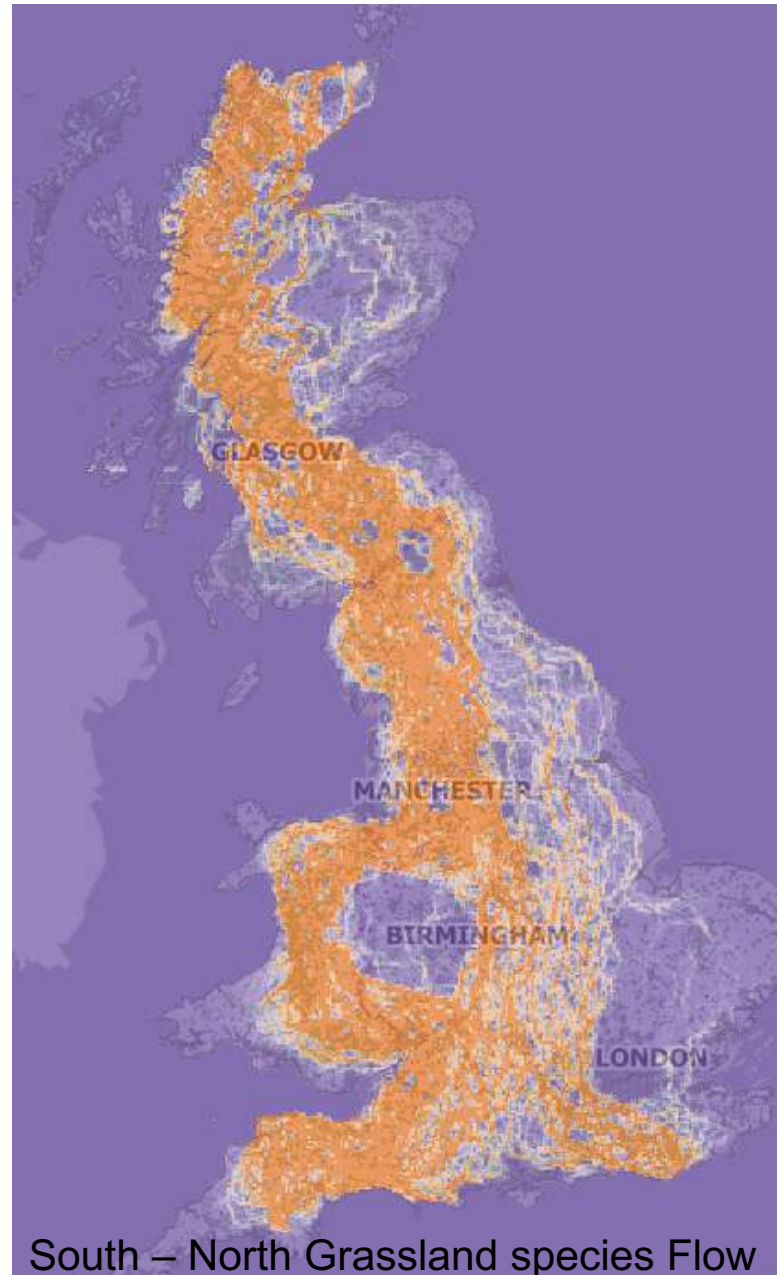 GLASGOW
MANCHESTER
BIRMINGHAM
LONDON
South – North Grassland species Flow